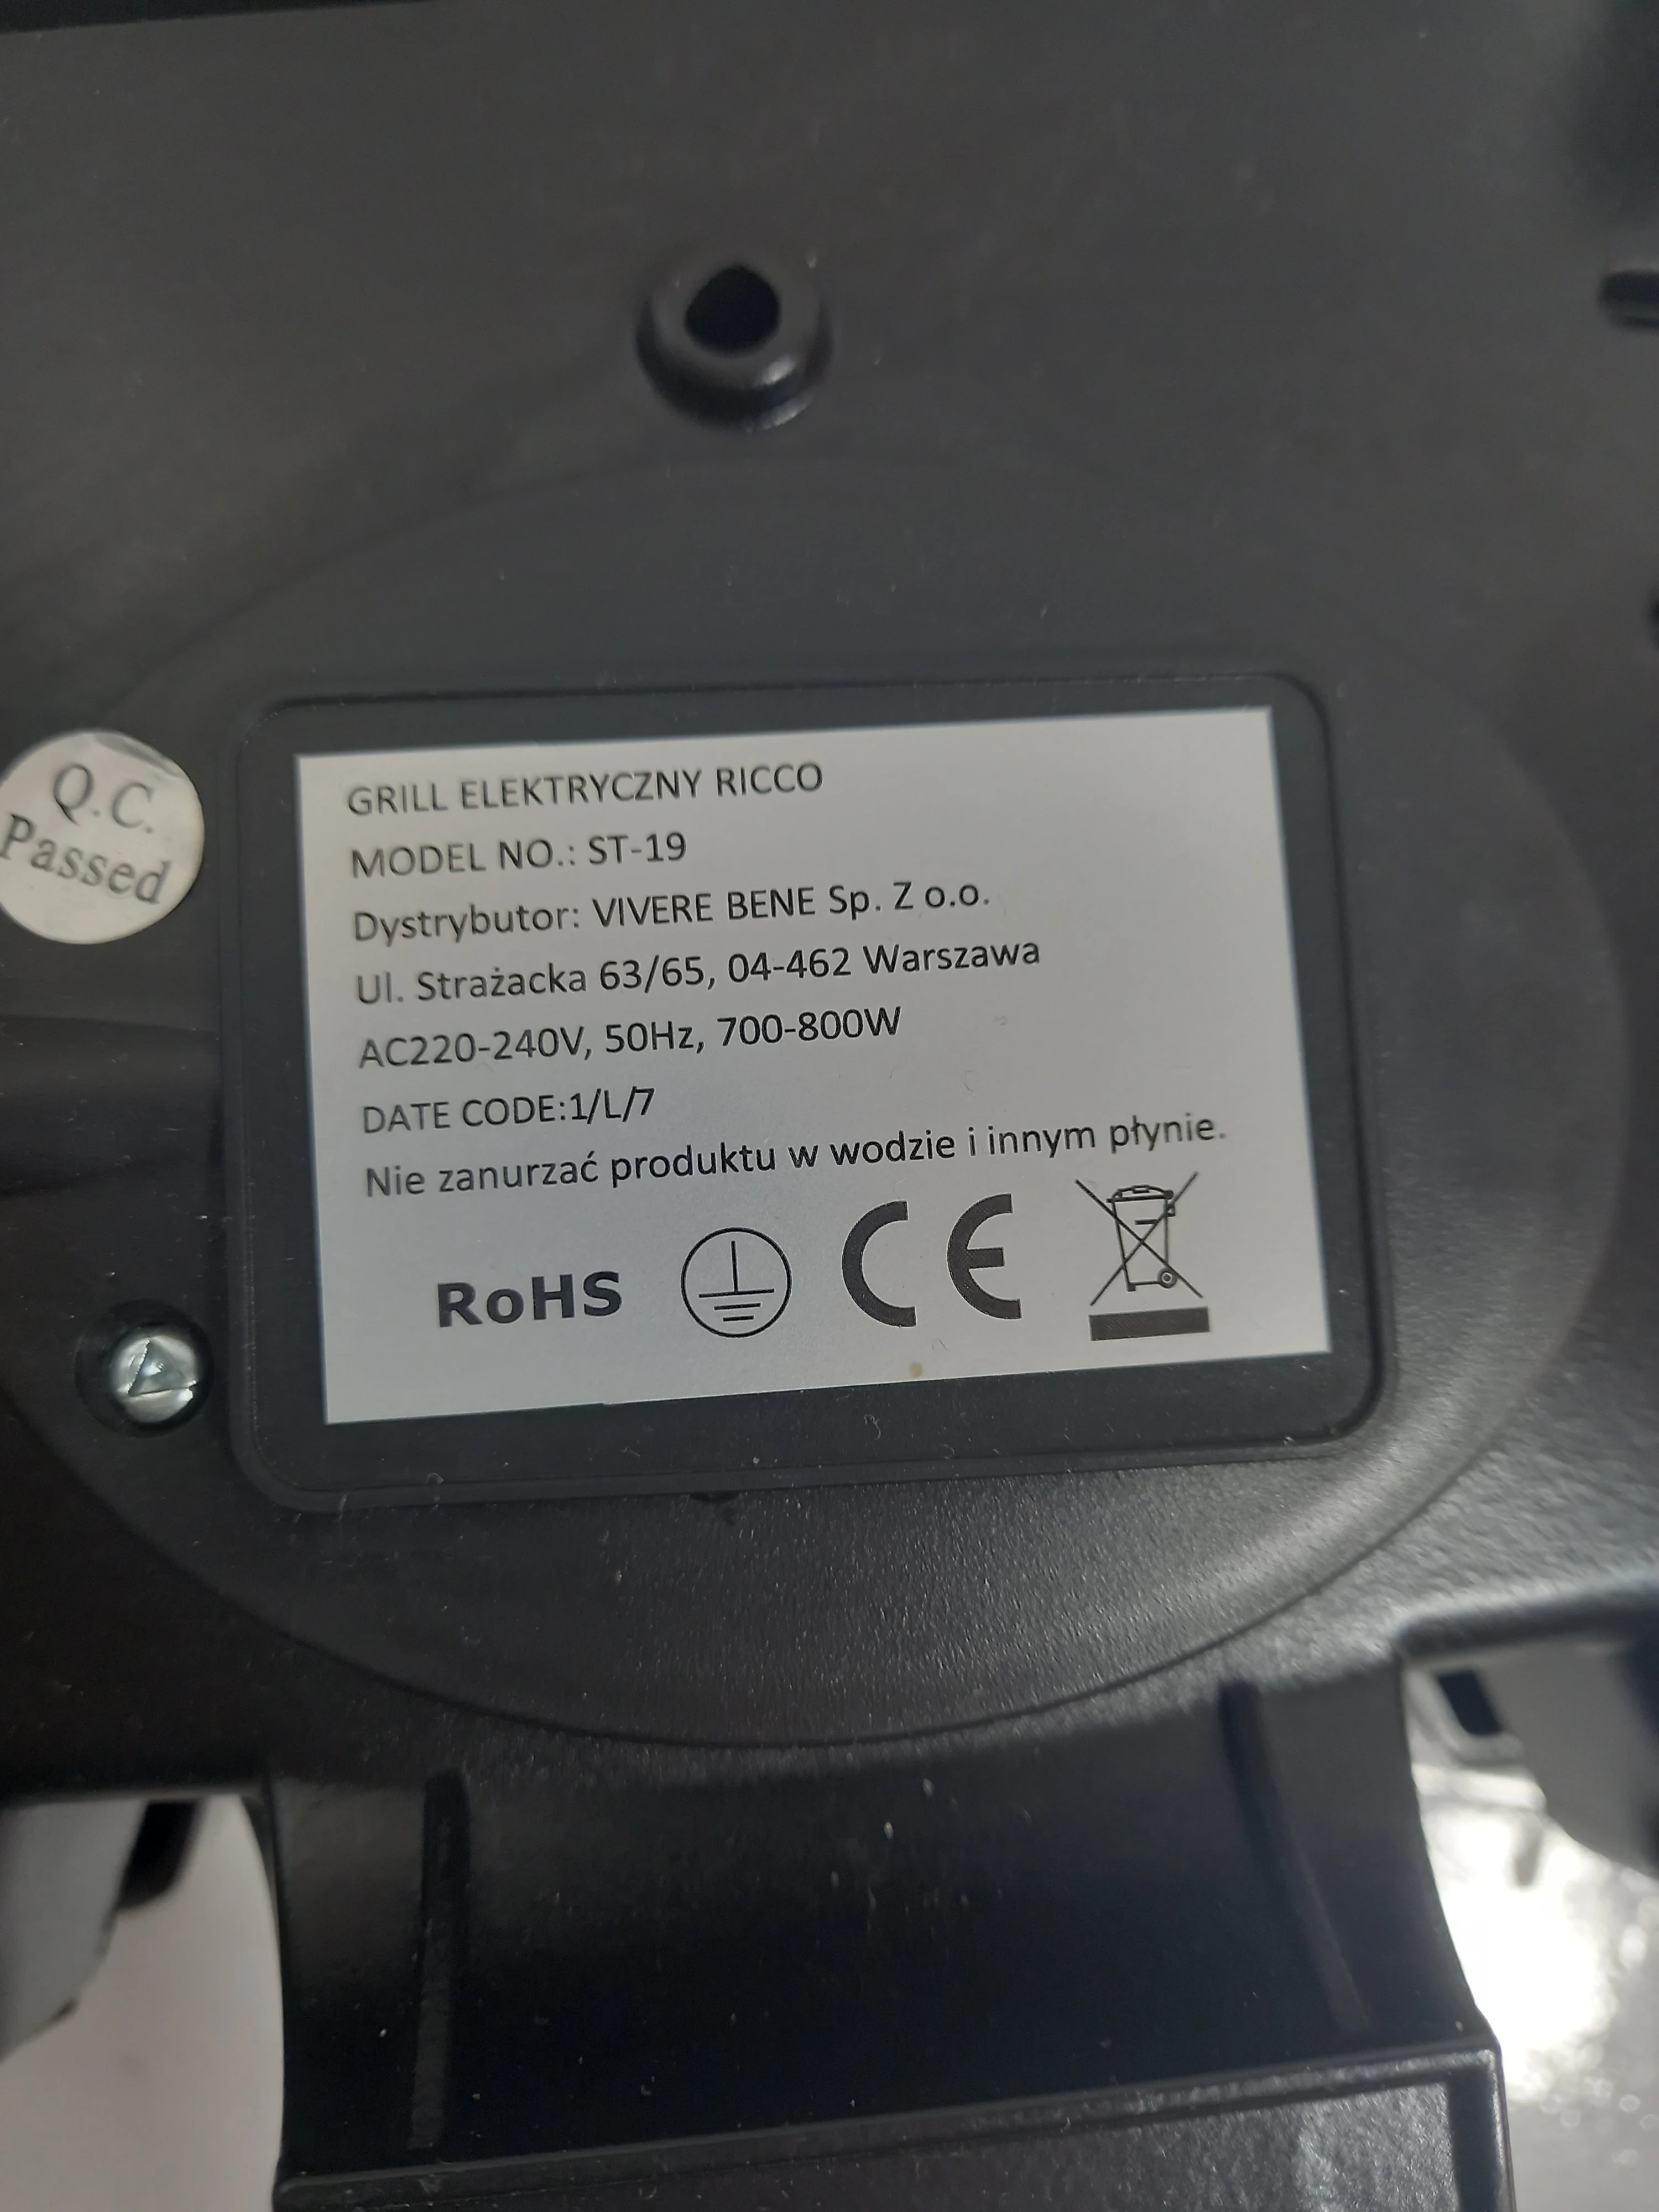 Q.C.
Passed
GRILL ELEKTRYCZNY RICCO
MODEL NO.: ST-19
Dystrybutor: VIVERE BENE Sp. Z o.o.
Ul. Strażacka 63/65, 04-462 Warszawa
AC220-240V, 50Hz, 700-800W
DATE CODE:1/L/7
Nie zanurzać produktu w wodzie i innym płynie.
RoHS CE